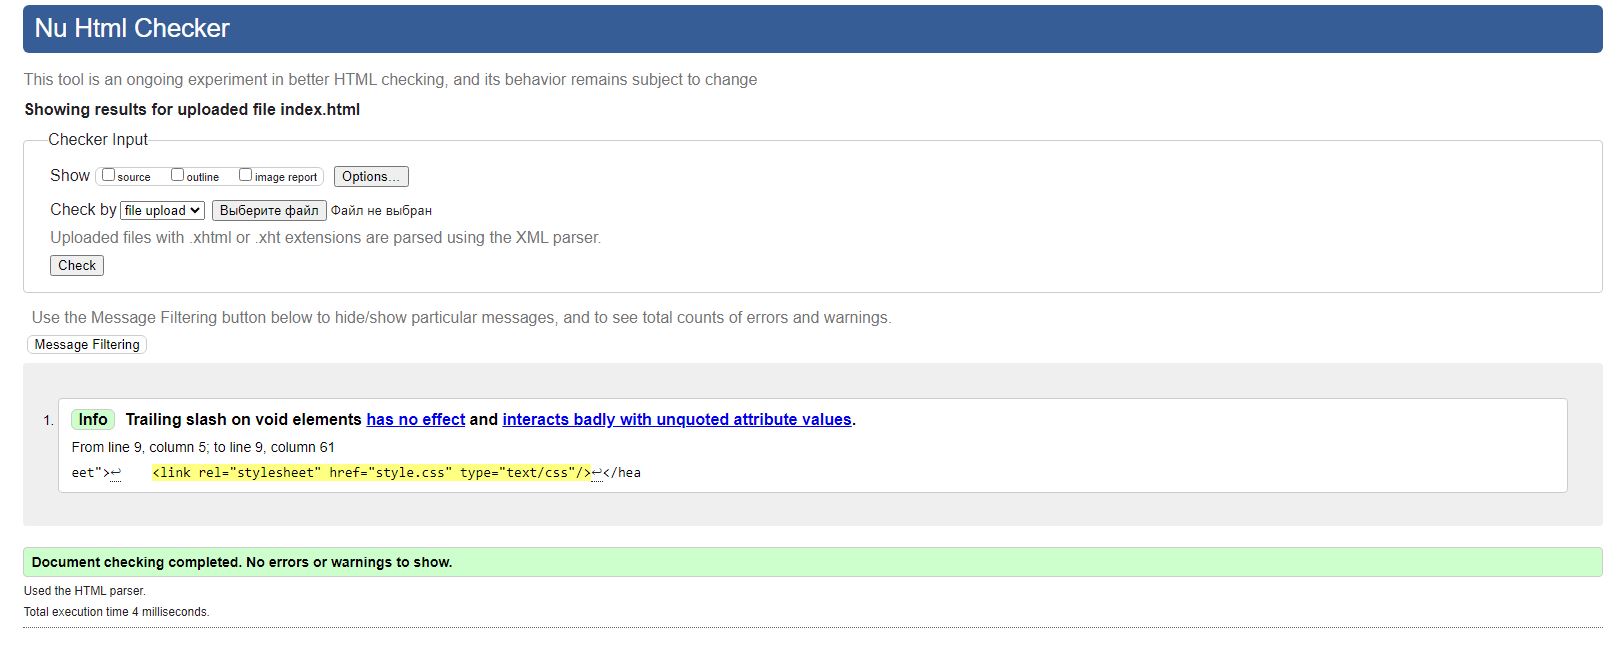 Nu Html Checker
This tool is an ongoing experiment in better HTML checking, and its behavior remains subject to change
Showing results for uploaded file index.html
Checker Input
Show source outline image report Options...
Check by file upload Выберите файл Файл не выбран
Uploaded files with .xhtml or .xht extensions are parsed using the XML parser.
Check
Use the Message Filtering button below to hide/show particular messages, and to see total counts of errors and warnings.
Message Filtering
1. Info Trailing slash on void elements has no effect and interacts badly with unquoted attribute values.
From line 9, column 5; to line 9, column 61
eet">↩ <link rel="stylesheet" href="style.css" type="text/css"/>↩</hea
Document checking completed. No errors or warnings to show.
Used the HTML parser.
Total execution time 4 milliseconds.